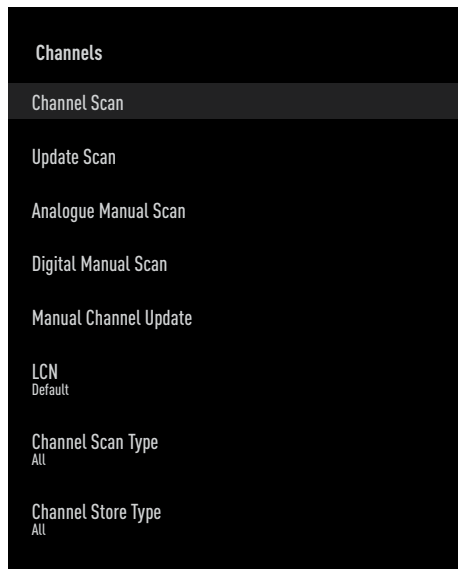 Channels
Channel Scan
Update Scan
Analogue Manual Scan
Digital Manual Scan
Manual Channel Update
LCN
Default
Channel Scan Type
All
Channel Store Type
All